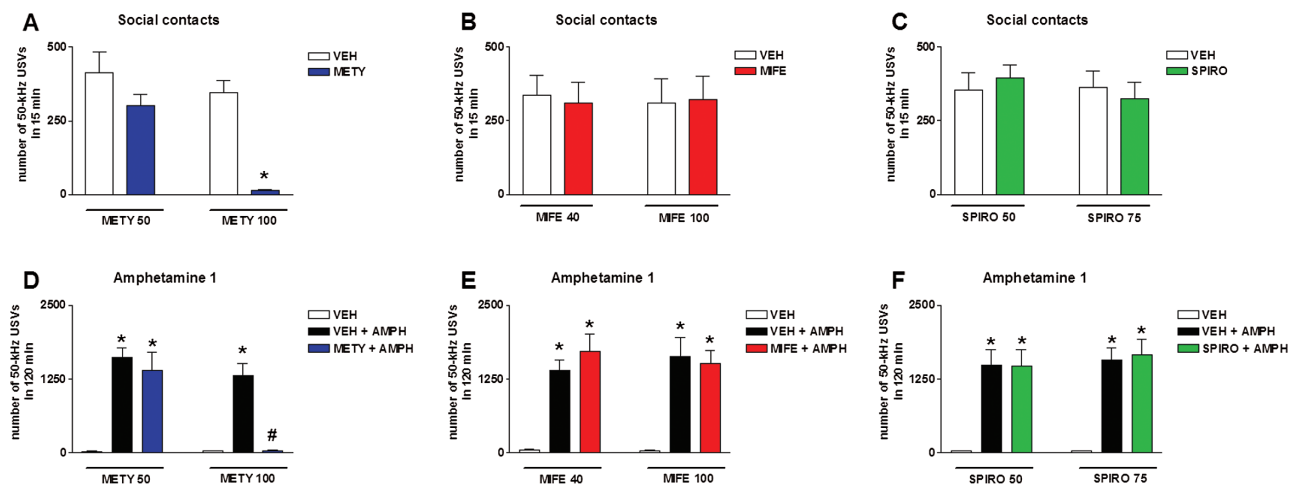 A
Social contacts
number of 50-kHz USVs
In 15 min
500
250
0
VEH
METY
*
METY 50
METY 100
B
Social contacts
number of 50-kHz USVs
In 15 min
500
250
0
VEH
MIFE
MIFE 40
MIFE 100
C
Social contacts
number of 50-kHz USVs
In 15 min
500
250
0
VEH
SPIRO
SPIRO 50
SPIRO 75
D
Amphetamine 1
number of 50-kHz USVs
In 120 min
2500
1250
0
VEH
VEH + AMPH
METY + AMPH
* * * #
METY 50
METY 100
E
Amphetamine 1
number of 50-kHz USVs
In 120 min
2500
1250
0
VEH
VEH + AMPH
MIFE + AMPH
* * * *
MIFE 40
MIFE 100
F
Amphetamine 1
number of 50-kHz USVs
In 120 min
2500
1250
0
VEH
VEH + AMPH
SPIRO + AMPH
* * * *
SPIRO 50
SPIRO 75